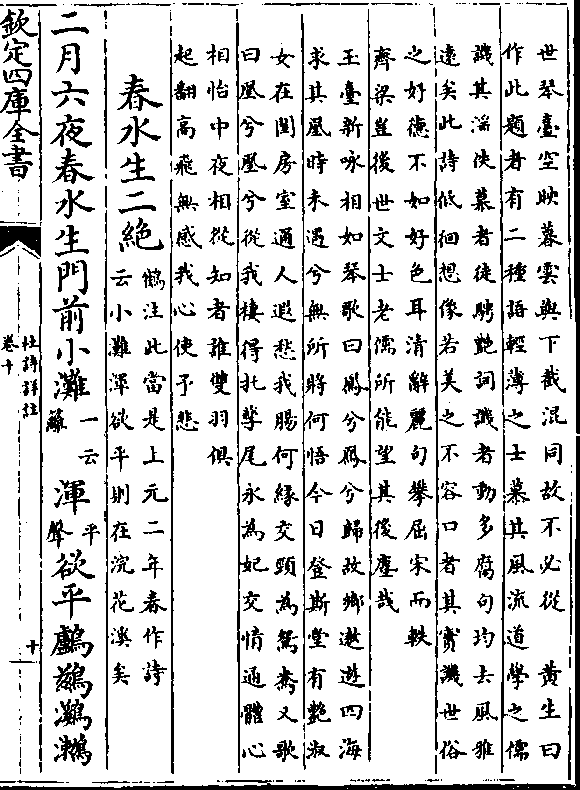 世琴臺空映暮雲與下截混同故不必從　黃生曰
作此題者有二種語輕薄之士慕其風流道學之儒
譏其淫佚慕者徒騁艷詞譏者動多腐句均去風雅
遠矣此詩低徊想像若美之不容口者其實譏世俗
之好德不如好色耳清辭麗句攀屈宋而軼
齊梁豈後世文士老儒所能望其後塵哉
玉臺新咏相如琴歌曰鳳兮鳳兮歸故鄉遨遊四海
求其凰時未遇兮無所將何悟今日登斯堂有艷淑
女在閨房室邇人遐愁我腸何緣交頸為鴛鴦又歌
曰凰兮凰兮從我棲得托孳尾永為妃交情通體心
相怡中夜相從知者誰雙羽俱
起翻高飛無感我心使予悲
春水生二絶
鶴注此當是上元二年春作詩
云小灘渾欲平則在浣花溪矣
二月六夜春水生門前小灘一云籬渾平聲欲平鸕鷀鸂鶒
欽定四庫全書
杜詩詳註
卷十
十